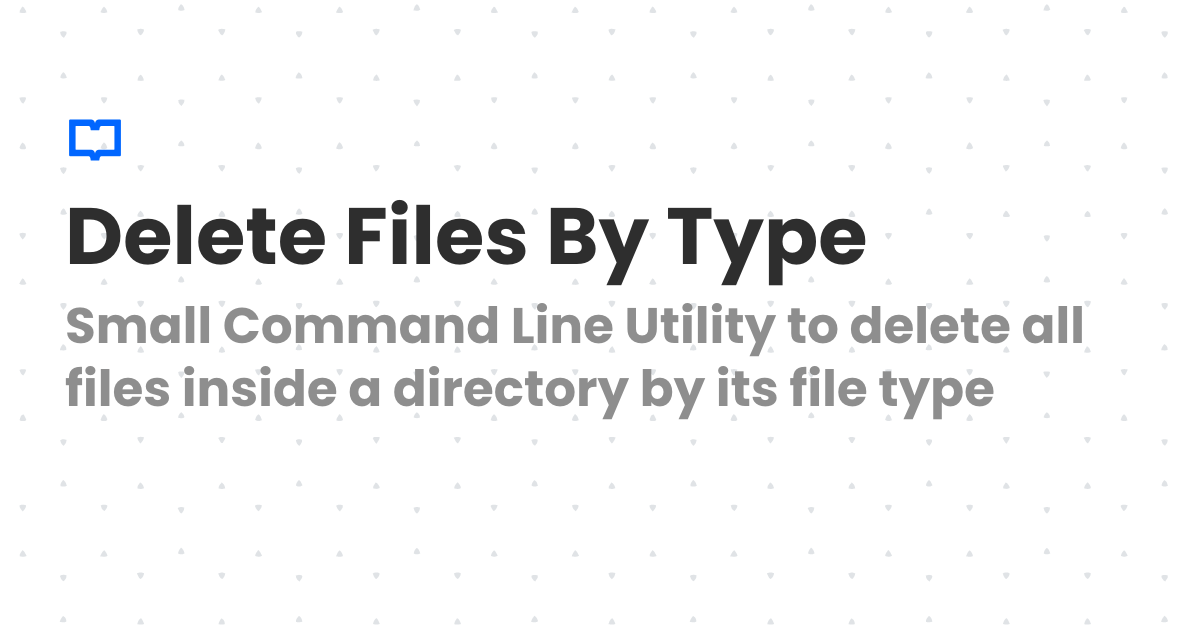 Delete Files By Type
Small Command Line Utility to delete all
files inside a directory by its file type